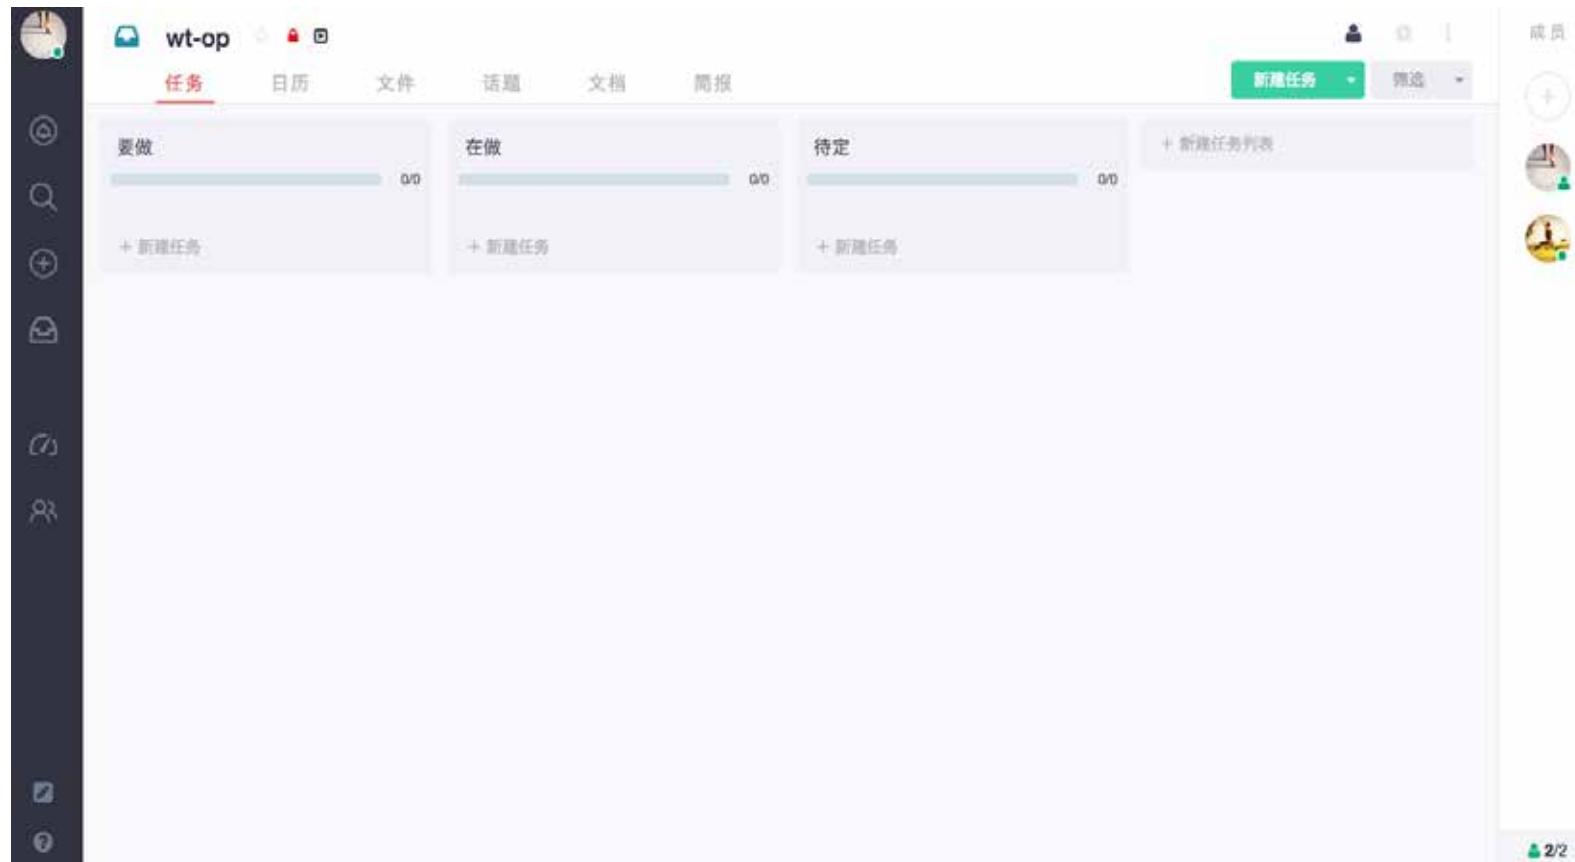 wt-op
成员
任务 日历 文件 话题 文档 简报
新建任务 筛选
要做 在做 待定 + 新建任务列表
0/0 0/0 0/0
+ 新建任务 + 新建任务 + 新建任务
2/2